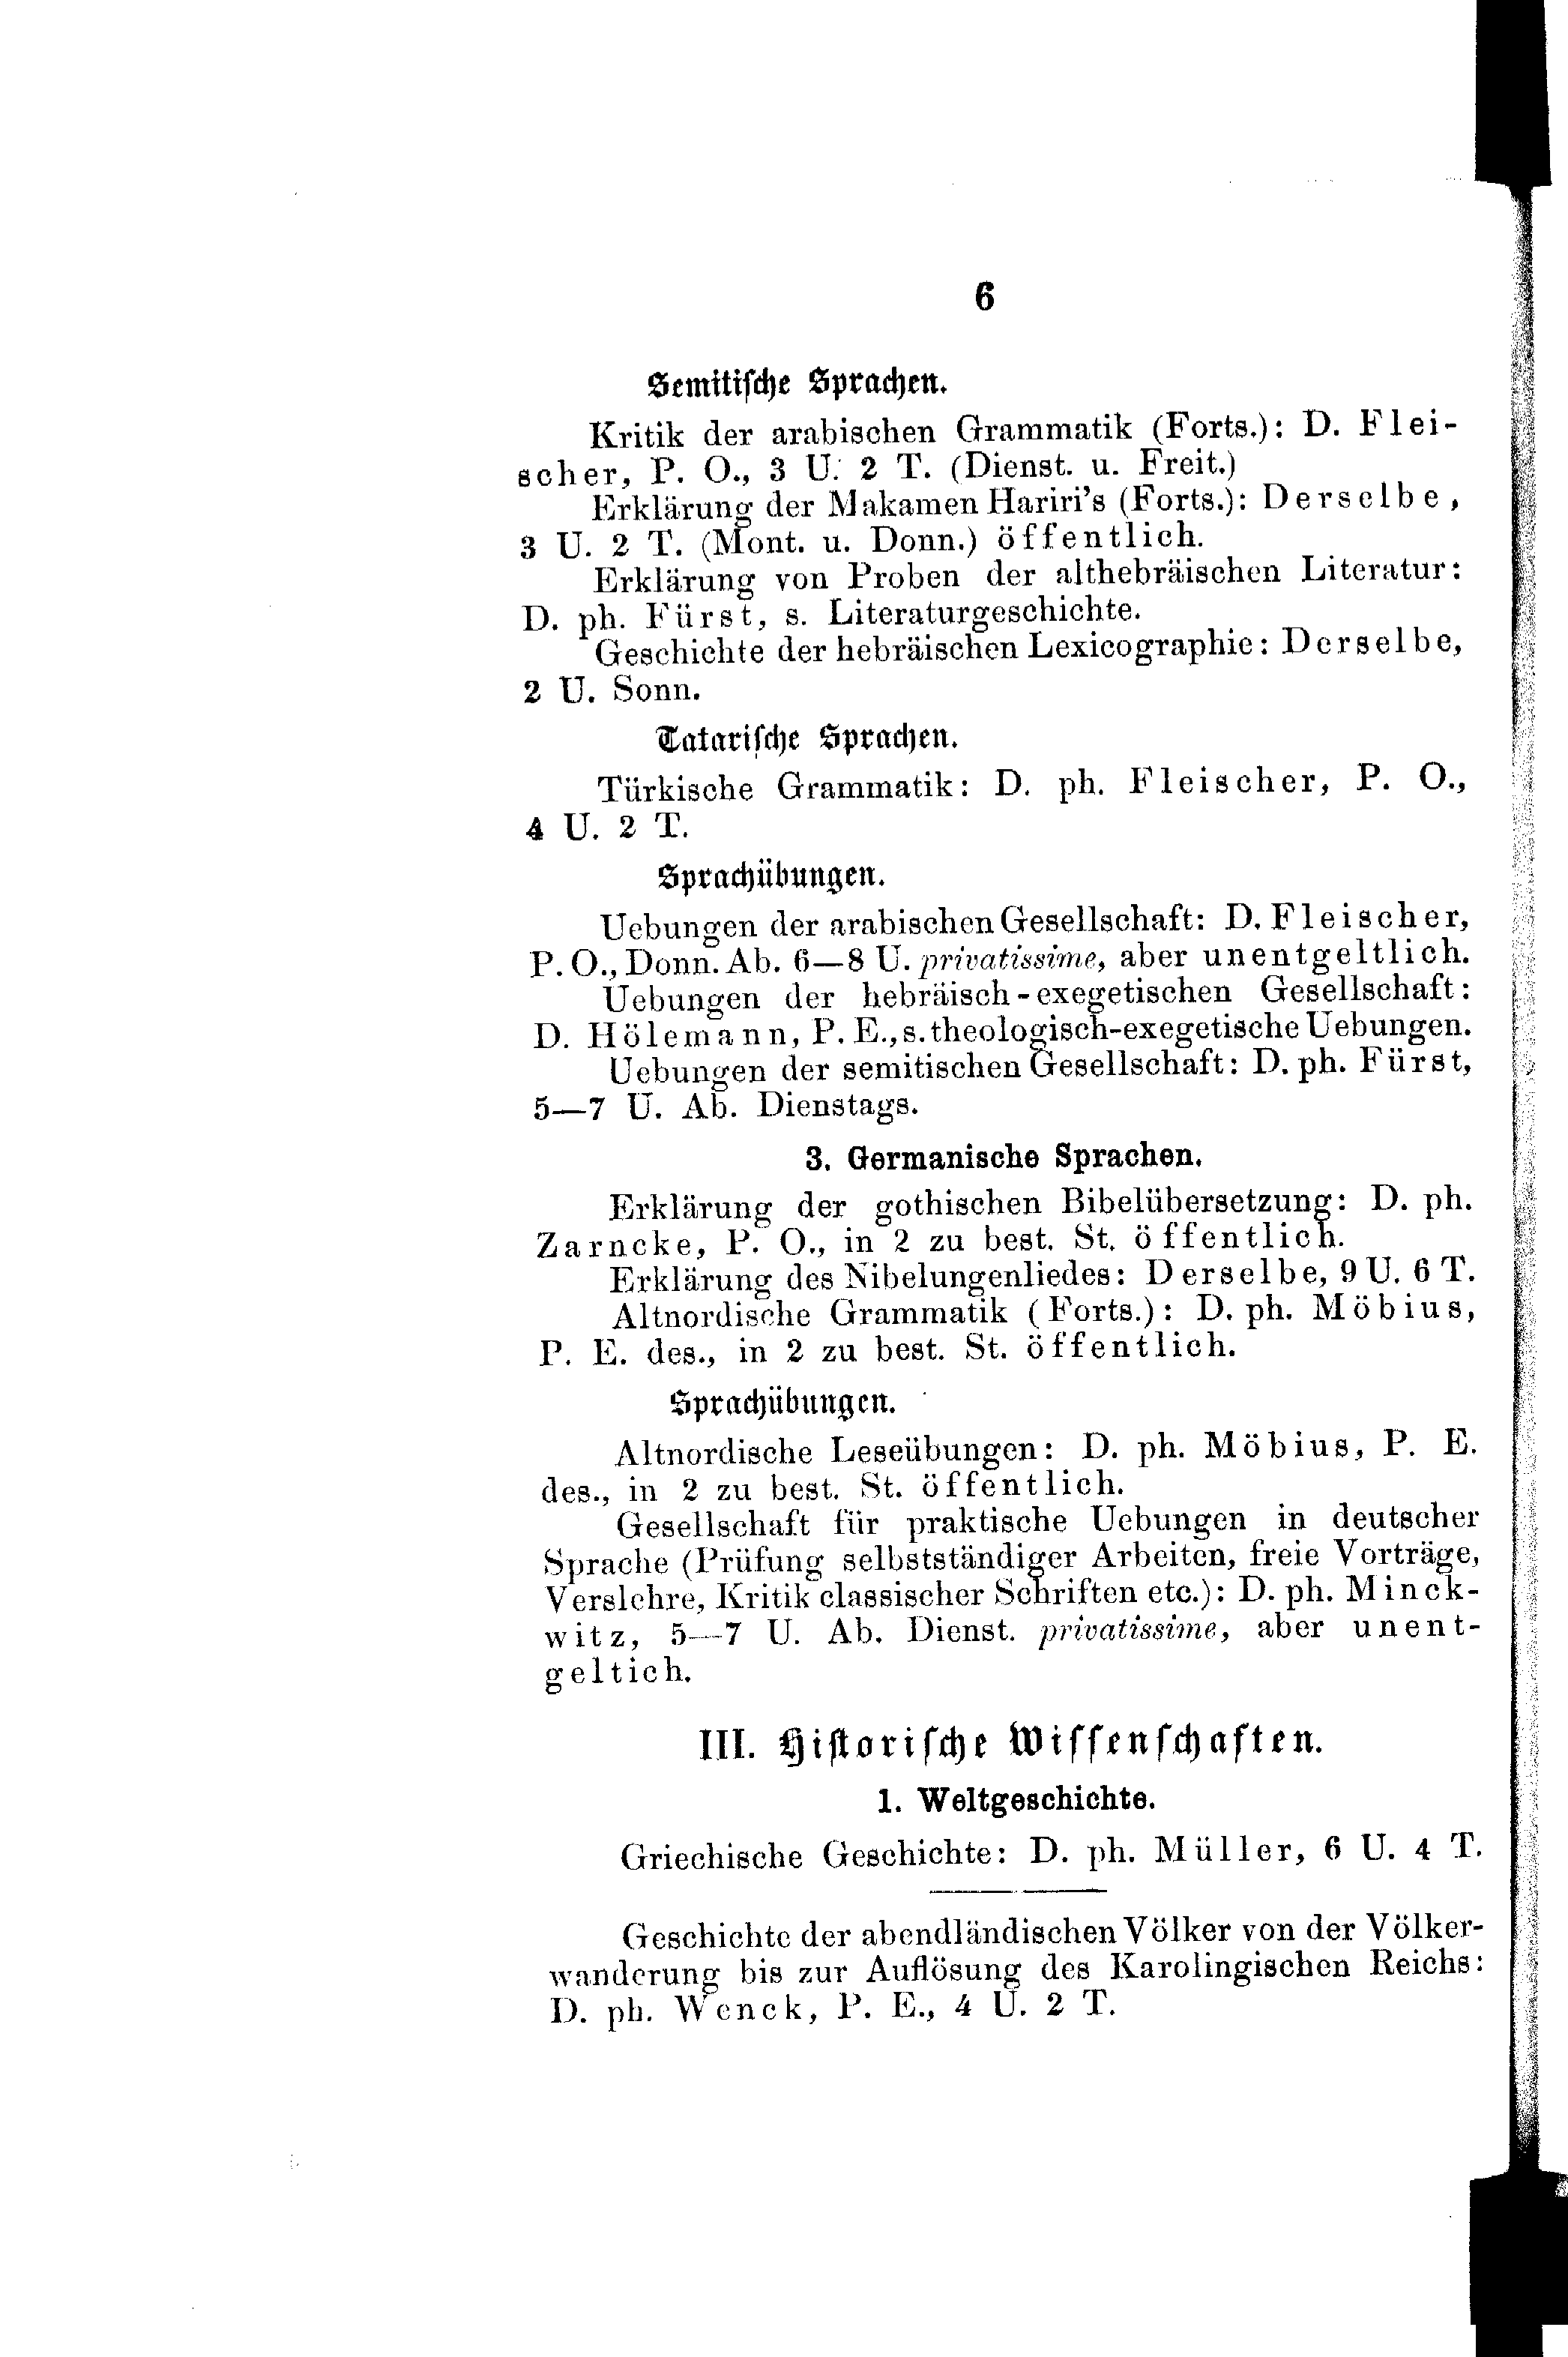 6
Semitische Sprachen.
Kritik der arabischen Grammatik (Forts.): D. Flei-
scher, P. O., 3 U. 2 T. (Dienst. u. Freit.)
Erklärung der Makamen Hariri's (Forts.): Derselbe,
3 U. 2 T. (Mont. u. Donn.) öffentlich.
Erklärung von Proben der althebräischen Literatur:
D. ph. Fürst, s. Literaturgeschichte.
Geschichte der hebräischen Lexicographie: Derselbe,
2 U. Sonn.
Tatarische Sprachen.
Türkische Grammatik: D. ph. Fleischer, P. O.,
4 U. 2 T.
Sprachübungen.
Uebungen der arabischen Gesellschaft: D. Fleischer,
P. O., Donn. Ab. 6—8 U. privatissime, aber unentgeltlich.
Uebungen der hebräisch-exegetischen Gesellschaft:
D. Hölemann, P. E., s. theologisch-exegetische Uebungen.
Uebungen der semitischen Gesellschaft: D. ph. Fürst,
5—7 U. Ab. Dienstags.
3. Germanische Sprachen.
Erklärung der gothischen Bibelübersetzung: D. ph.
Zarncke, P. O., in 2 zu best. St. öffentlich.
Erklärung des Nibelungenliedes: Derselbe, 9 U. 6 T.
Altnordische Grammatik (Forts.): D. ph. Möbius,
P. E. des., in 2 zu best. St. öffentlich.
Sprachübungen.
Altnordische Leseübungen: D. ph. Möbius, P. E.
des., in 2 zu best. St. öffentlich.
Gesellschaft für praktische Uebungen in deutscher
Sprache (Prüfung selbstständiger Arbeiten, freie Vorträge,
Verslehre, Kritik classischer Schriften etc.): D. ph. Minck-
witz, 5—7 U. Ab. Dienst. privatissime, aber unent-
geltich.
III. Historische Wissenschaften.
1. Weltgeschichte.
Griechische Geschichte: D. ph. Müller, 6 U. 4 T.
Geschichte der abendländischen Völker von der Völker-
wanderung bis zur Auflösung des Karolingischen Reichs:
D. ph. Wenck, P. E., 4 U. 2 T.